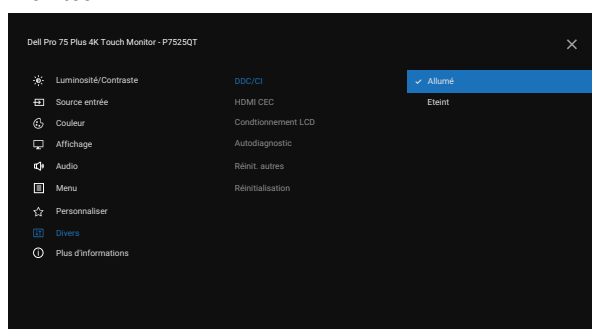 Dell Pro 75 Plus 4K Touch Monitor - P7525QT
Luminosité/Contraste
DDC/CI
Allumé
Source entrée
HDMI CEC
Eteint
Couleur
Condtionnement LCD
Affichage
Autodiagnostic
Audio
Réinit. autres
Menu
Réinitialisation
Personnaliser
Divers
Plus d'informations